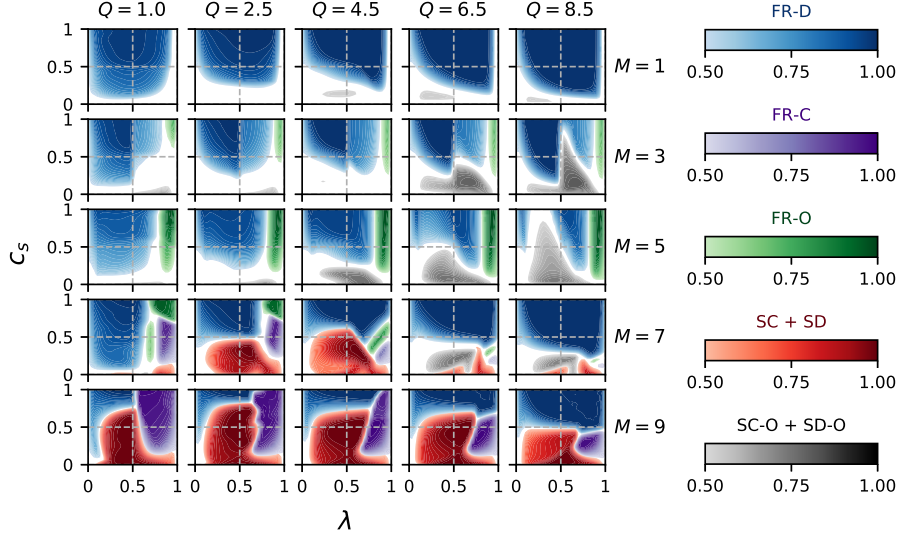 Q = 1.0 Q = 2.5 Q = 4.5 Q = 6.5 Q = 8.5
FR-D
1
0.5
0
M = 1
0.50 0.75 1.00
FR-C
1
0.5
0
M = 3
0.50 0.75 1.00
FR-O
1
0.5
0
M = 5
0.50 0.75 1.00
c_s
SC + SD
1
0.5
0
M = 7
0.50 0.75 1.00
SC-O + SD-O
1
0.5
0
M = 9
0.50 0.75 1.00
0 0.5 1 0 0.5 1 0 0.5 1 0 0.5 1 0 0.5 1
λ